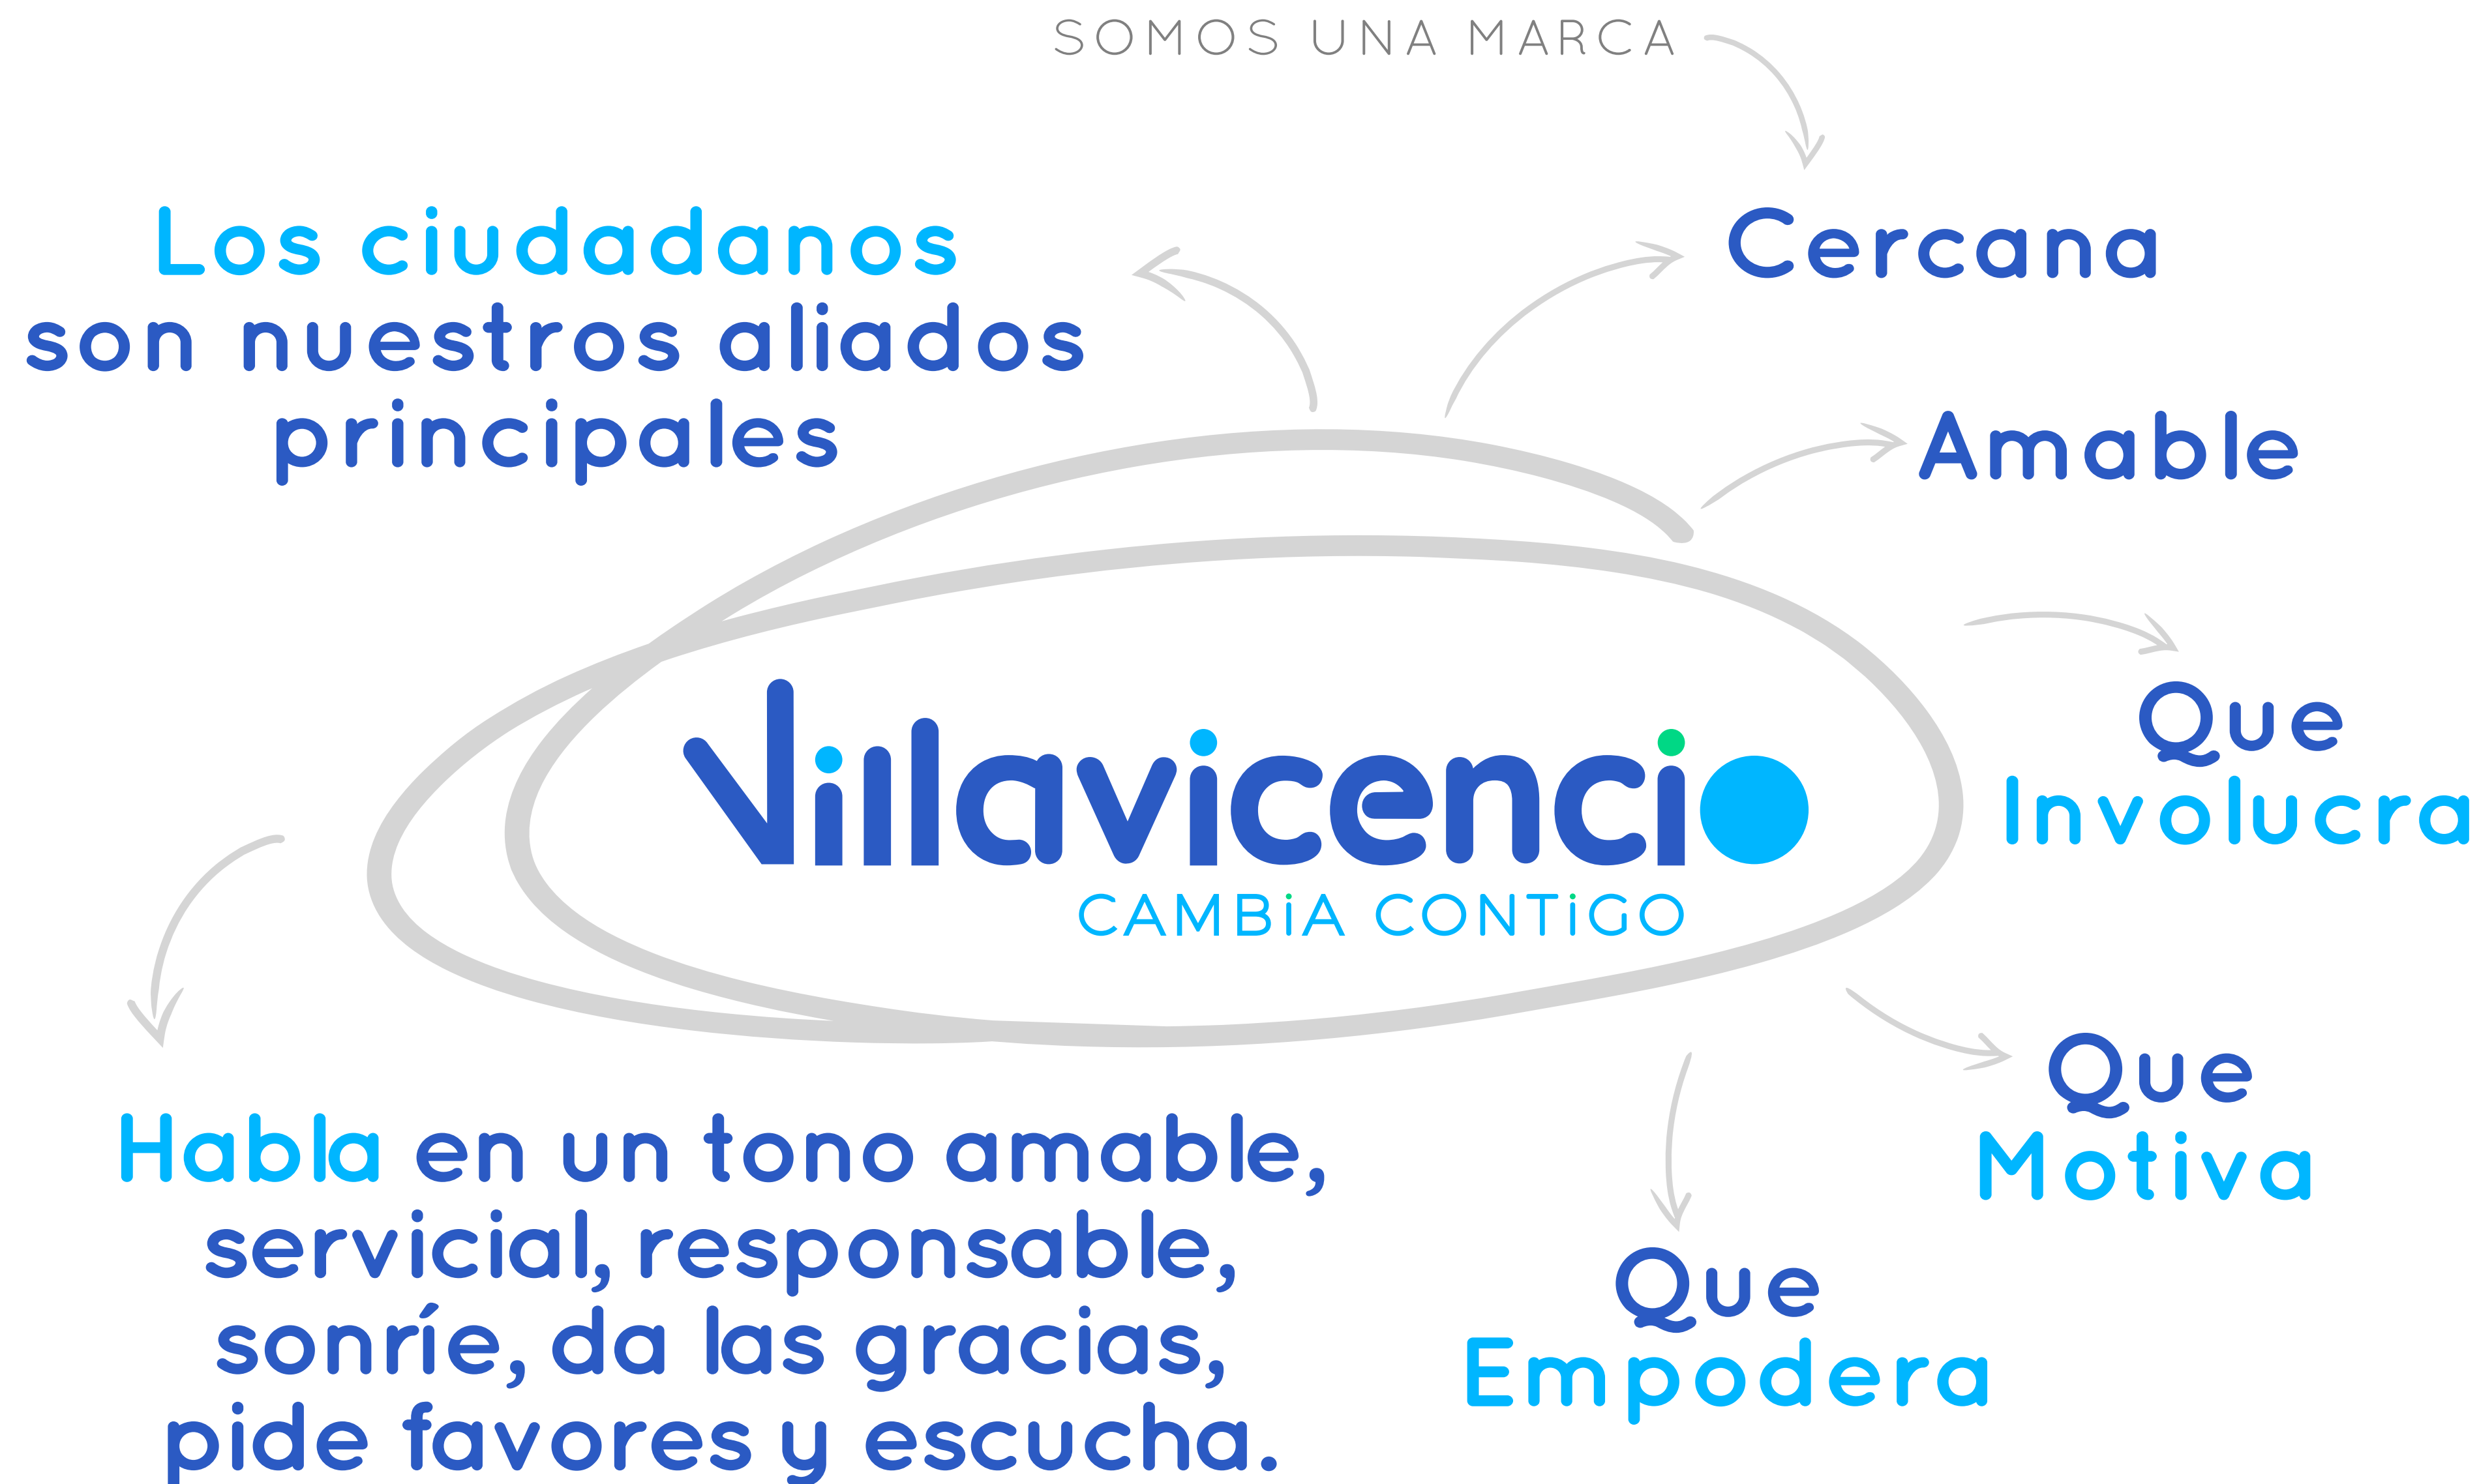 SOMOS UNA MARCA
Los ciudadanos
son nuestros aliados
principales
Cercana
Amable
Que
Involucra
Villavicencio
CAMBiA CONTiGO
Que
Motiva
Que
Empodera
Habla en un tono amable,
servicial, responsable,
sonríe, da las gracias,
pide favores y escucha.